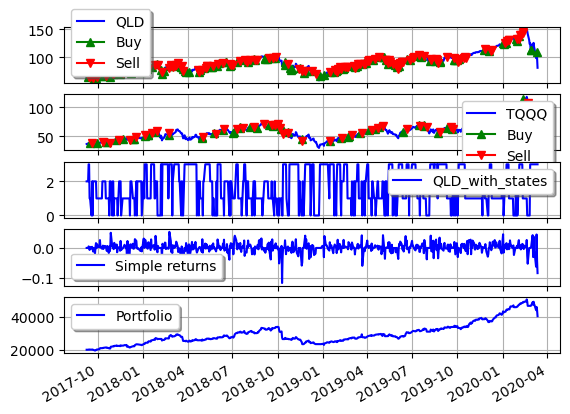 150
100
QLD
Buy
Sell
100
50
TQQQ
Buy
Sell
2
0
QLD_with_states
0.0
-0.1
Simple returns
40000
20000
Portfolio
2017-10
2018-01
2018-04
2018-07
2018-10
2019-01
2019-04
2019-07
2019-10
2020-01
2020-04